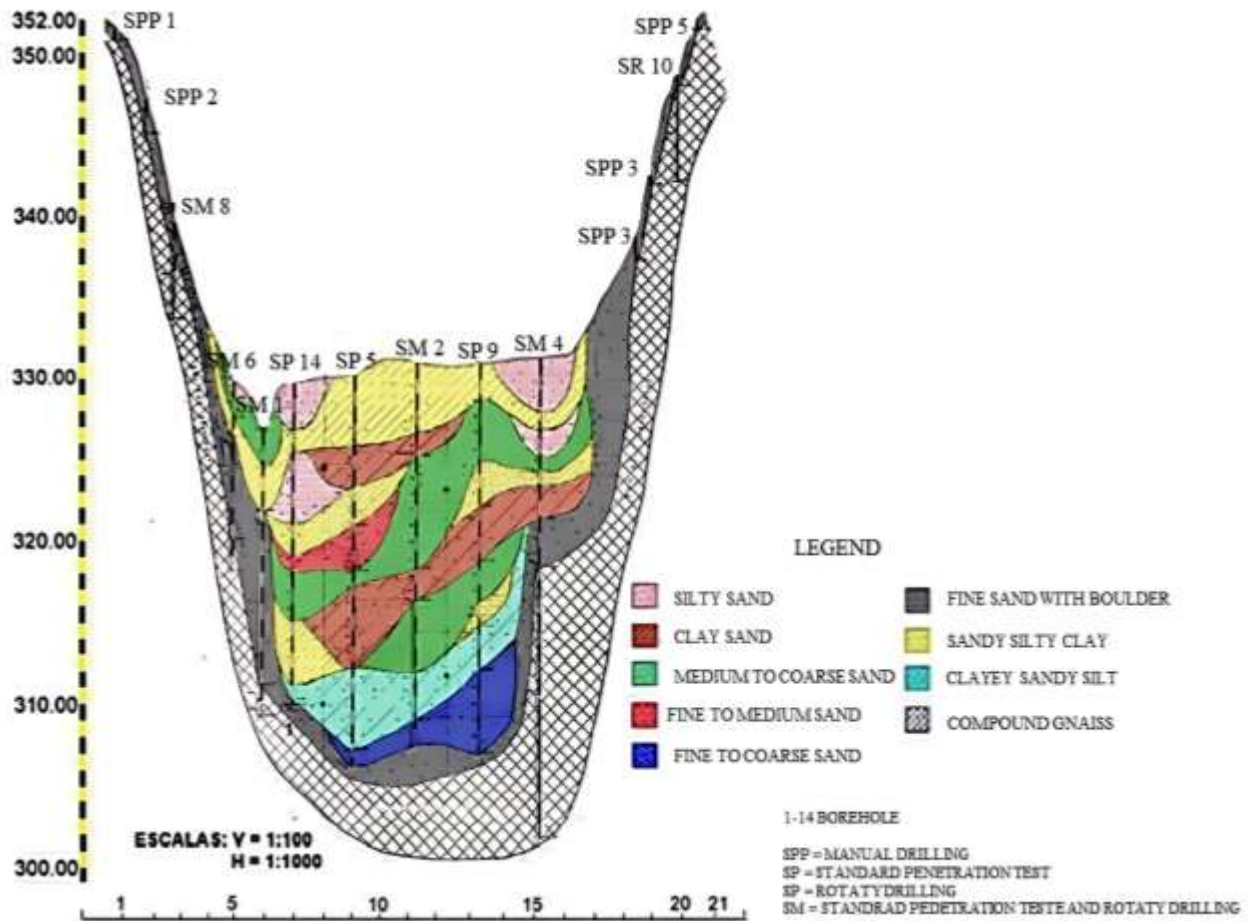 352.00
SPP 1
SPP 5
350.00
SR 10
SPP 2
SPP 3
340.00
SM 8
SPP 3
SM 6
SP 14
SP 5
SM 2
SP 9
SM 4
330.00
SM 1
320.00
310.00
300.00
LEGEND
SILTY SAND
CLAY SAND
MEDIUM TO COARSE SAND
FINE TO MEDIUM SAND
FINE TO COARSE SAND
FINE SAND WITH BOULDER
SANDY SILTY CLAY
CLAYEY SANDY SILT
COMPOUND GNAISS
ESCALAS: V = 1:100
H = 1:1000
1-14 BOREHOLE
SPP = MANUAL DRILLING
SP = STANDARD PENETRATION TEST
SP = ROTATY DRILLING
SM = STANDRAD PEDETRATION TESTE AND ROTATY DRILLING
1 5 10 15 20 21